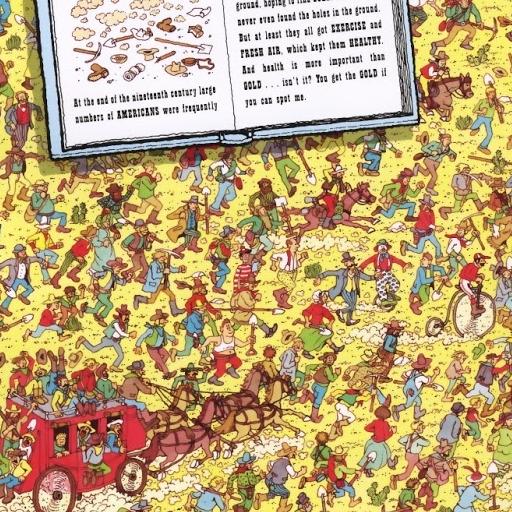 At the end of the nineteenth century large
numbers of AMERICANS were frequently
ground, hoping to
never even found the holes in the ground.
But at least they all got EXERCISE and
FRESH AIR, which kept them HEALTHY.
And health is more important than
GOLD . . . isn't it? You get the GOLD if
you can spot me.